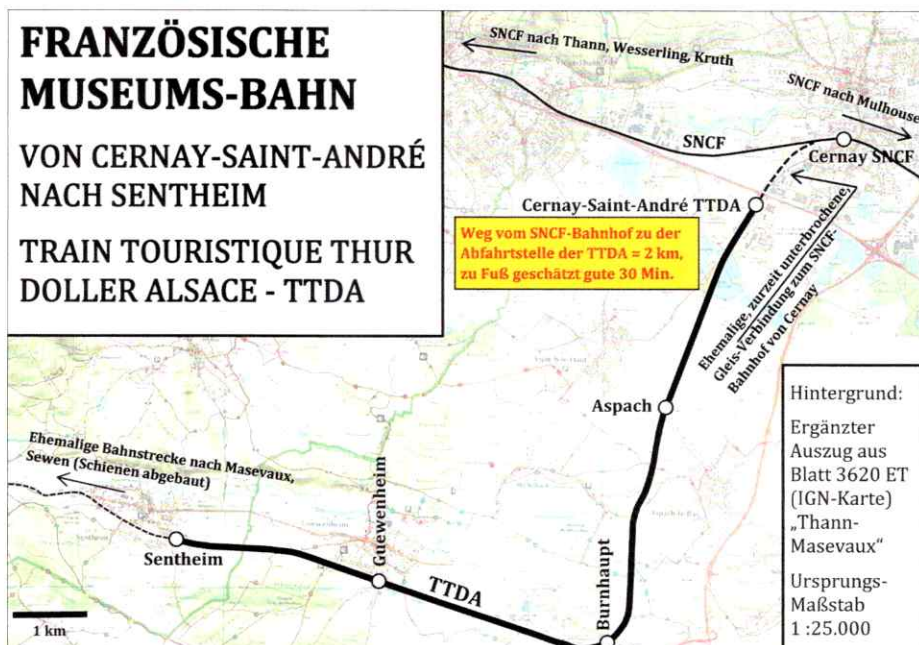 FRANZÖSISCHE
MUSEUMS-BAHN
VON CERNAY-SAINT-ANDRÉ
NACH SENTHEIM
TRAIN TOURISTIQUE THUR
DOLLER ALSACE - TTDA
SNCF nach Thann, Wesserling, Kruth
SNCF nach Mulhouse
SNCF
Cernay SNCF
Cernay-Saint-André TTDA
Weg vom SNCF-Bahnhof zu der
Abfahrtstelle der TTDA = 2 km,
zu Fuß geschätzt gute 30 Min.
Ehemalige, zurzeit unterbrochene,
Gleis-Verbindung zum SNCF-
Bahnhof von Cernay
Aspach
Ehemalige Bahnstrecke nach Masevaux,
Sewen (Schienen abgebaut)
Sentheim
Guewenheim
TTDA
Burnhaupt
1 km
Hintergrund:
Ergänzter
Auszug aus
Blatt 3620 ET
(IGN-Karte)
„Thann-
Masevaux“
Ursprungs-
Maßstab
1 :25.000